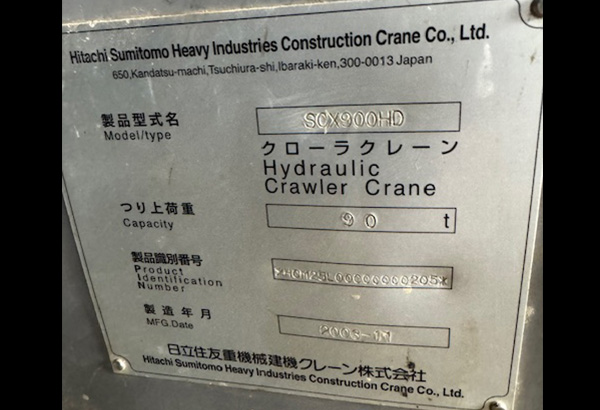 Hitachi Sumitomo Heavy Industries Construction Crane Co., Ltd.
650,Kandatsu-machi,Tsuchiura-shi,Ibaraki-ken,300-0013 Japan
製品型式名 SCX900HD
Model/type
クローラクレーン
Hydraulic
Crawler Crane
つり上荷重 90 t
Capacity
製品識別番号
Product
Identification
Number
製造年月
MFG.Date
日立住友重機械建機クレーン株式会社
Hitachi Sumitomo Heavy Industries Construction Crane Co., Ltd.